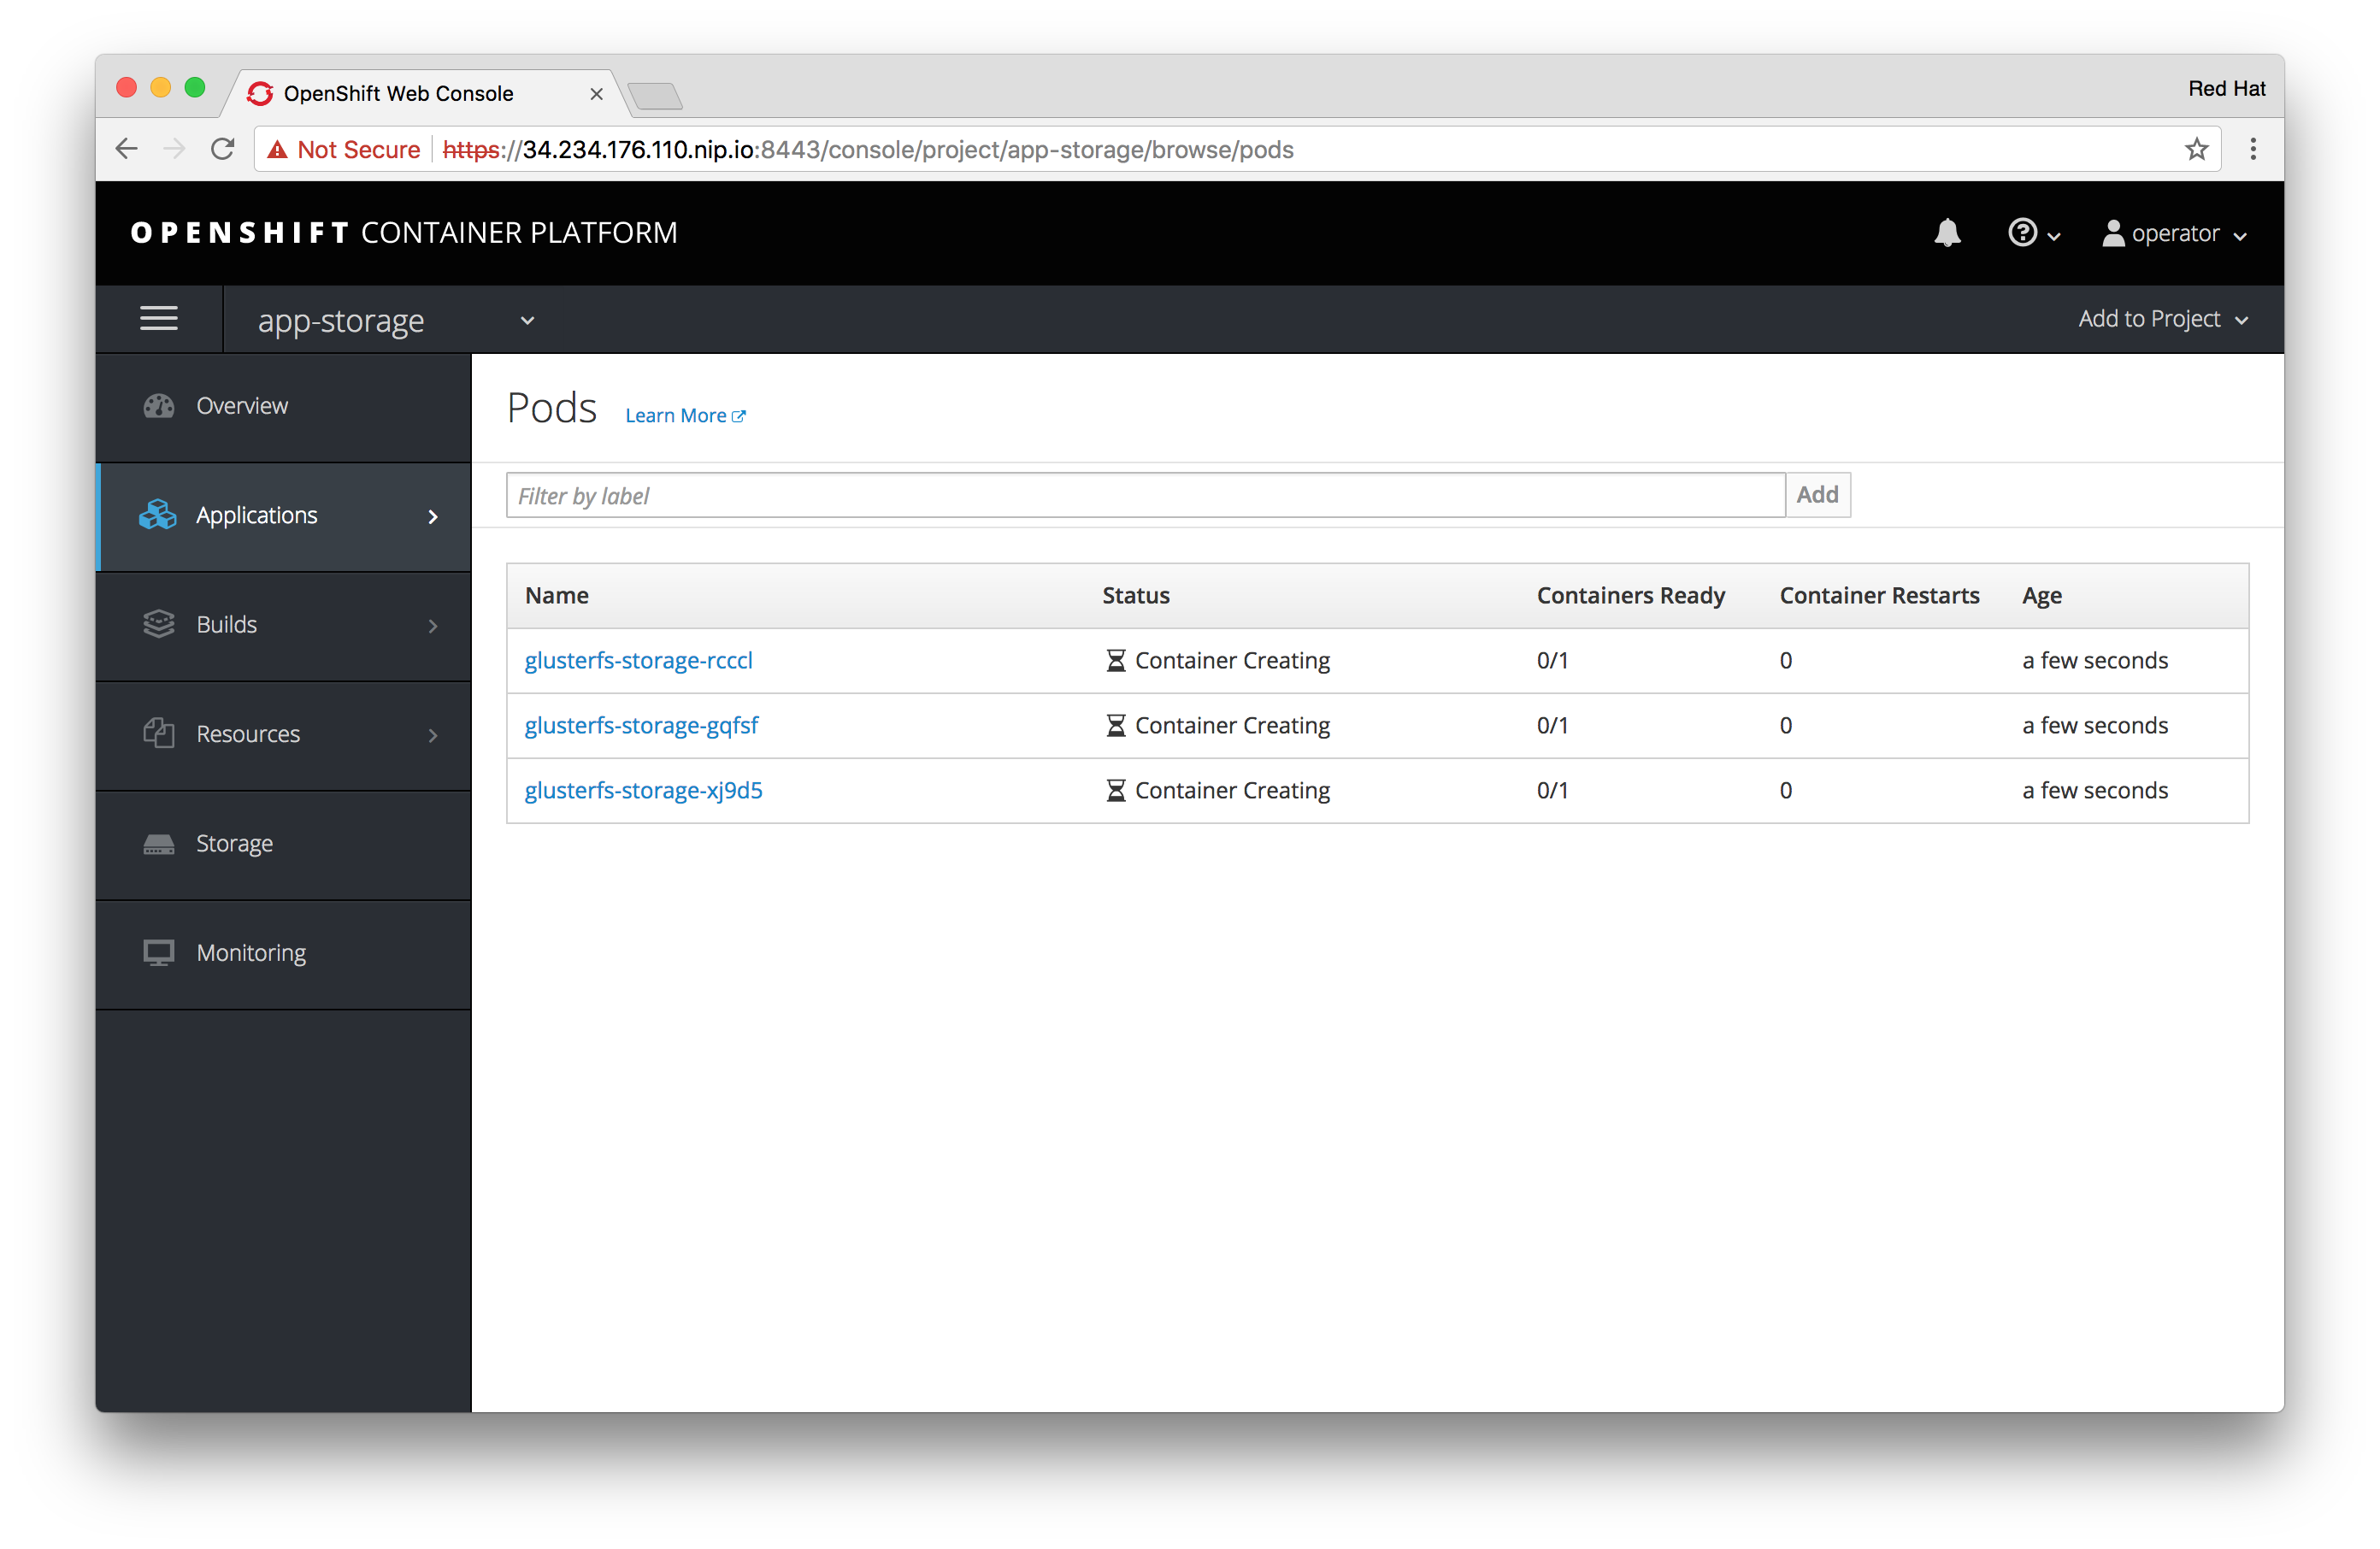 OpenShift Web Console
Red Hat
Not Secure https://34.234.176.110.nip.io:8443/console/project/app-storage/browse/pods
OPENSHIFT CONTAINER PLATFORM
operator
app-storage
Add to Project
Overview
Applications
Builds
Resources
Storage
Monitoring
Pods Learn More
Filter by label Add
Name Status Containers Ready Container Restarts Age
glusterfs-storage-rcccl Container Creating 0/1 0 a few seconds
glusterfs-storage-gqfsf Container Creating 0/1 0 a few seconds
glusterfs-storage-xj9d5 Container Creating 0/1 0 a few seconds